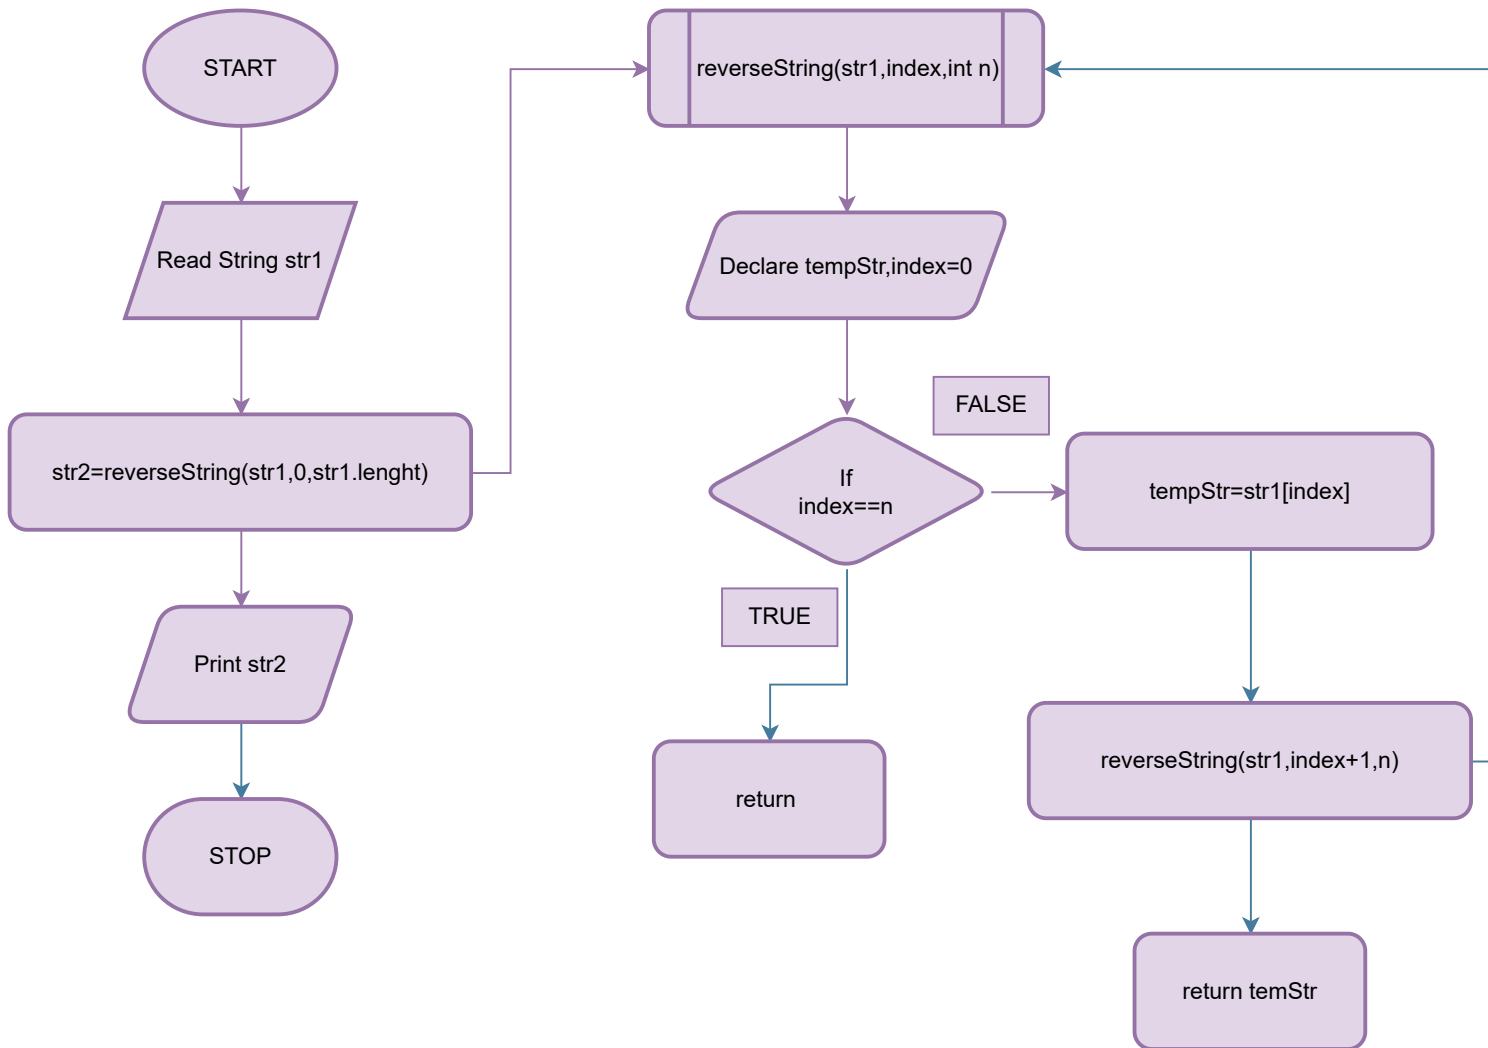 START
Read String str1
str2=reverseString(str1,0,str1.lenght)
Print str2
STOP
reverseString(str1,index,int n)
Declare tempStr,index=0
If
index==n
FALSE
TRUE
return
tempStr=str1[index]
reverseString(str1,index+1,n)
return temStr